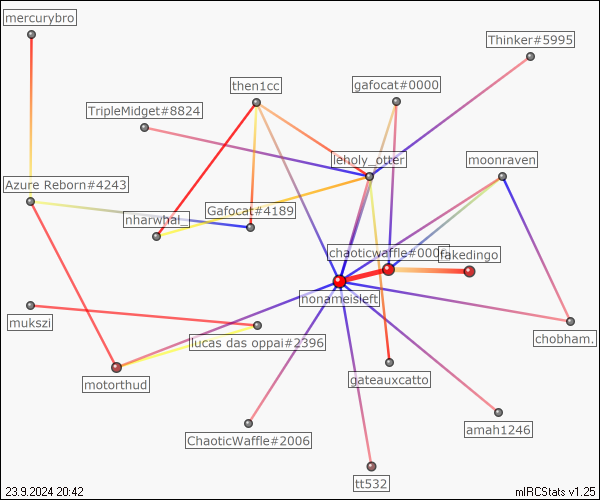 mercurybro
Thinker#5995
then1cc
gafocat#0000
TripleMidget#8824
leholy_otter
moonraven
Azure Reborn#4243
Gafocat#4189
nharwhal_
chaoticwaffle#000
fakedingo
nonameisleft
mukszi
lucas das oppai#2396
chobham.
motorthud
gateauxcatto
ChaoticWaffle#2006
amah1246
tt532
23.9.2024 20:42
mIRCStats v1.25